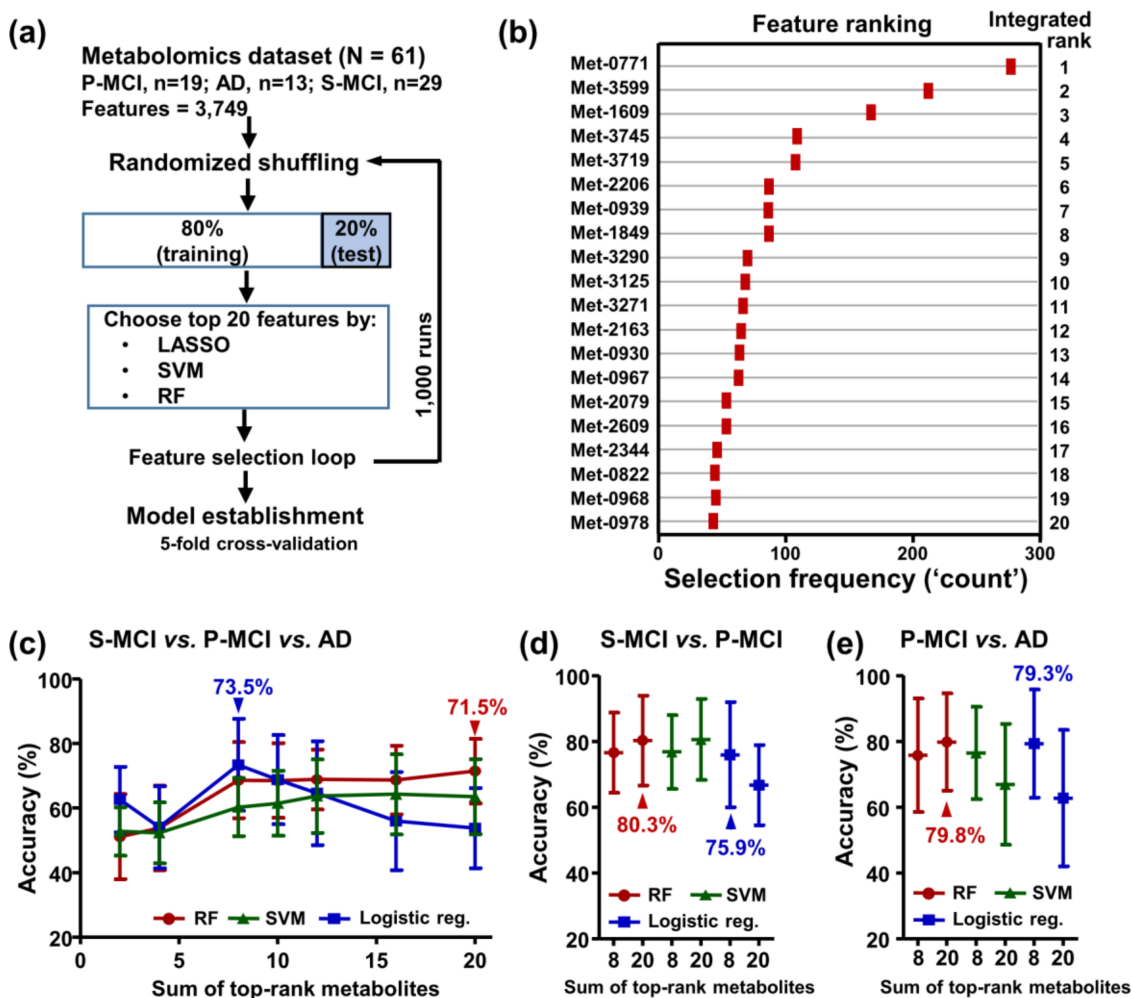 (a)
Metabolomics dataset (N = 61)
P-MCI, n=19; AD, n=13; S-MCI, n=29
Features = 3,749
Randomized shuffling
80%
(training)
20%
(test)
Choose top 20 features by:
• LASSO
• SVM
• RF
1,000 runs
Feature selection loop
Model establishment
5-fold cross-validation
(b)
Feature ranking
Integrated
rank
Met-0771 1
Met-3599 2
Met-1609 3
Met-3745 4
Met-3719 5
Met-2206 6
Met-0939 7
Met-1849 8
Met-3290 9
Met-3125 10
Met-3271 11
Met-2163 12
Met-0930 13
Met-0967 14
Met-2079 15
Met-2609 16
Met-2344 17
Met-0822 18
Met-0968 19
Met-0978 20
0 100 200 300
Selection frequency (‘count’)
(c)
S-MCI vs. P-MCI vs. AD
Accuracy (%)
100
80
60
40
20
73.5%
71.5%
RF SVM Logistic reg.
0 5 10 15 20
Sum of top-rank metabolites
(d)
S-MCI vs. P-MCI
Accuracy (%)
100
80
60
40
20
80.3%
75.9%
RF SVM
Logistic reg.
8 20 8 20 8 20
Sum of top-rank metabolites
(e)
P-MCI vs. AD
Accuracy (%)
100
80
60
40
20
79.3%
79.8%
RF SVM
Logistic reg.
8 20 8 20 8 20
Sum of top-rank metabolites